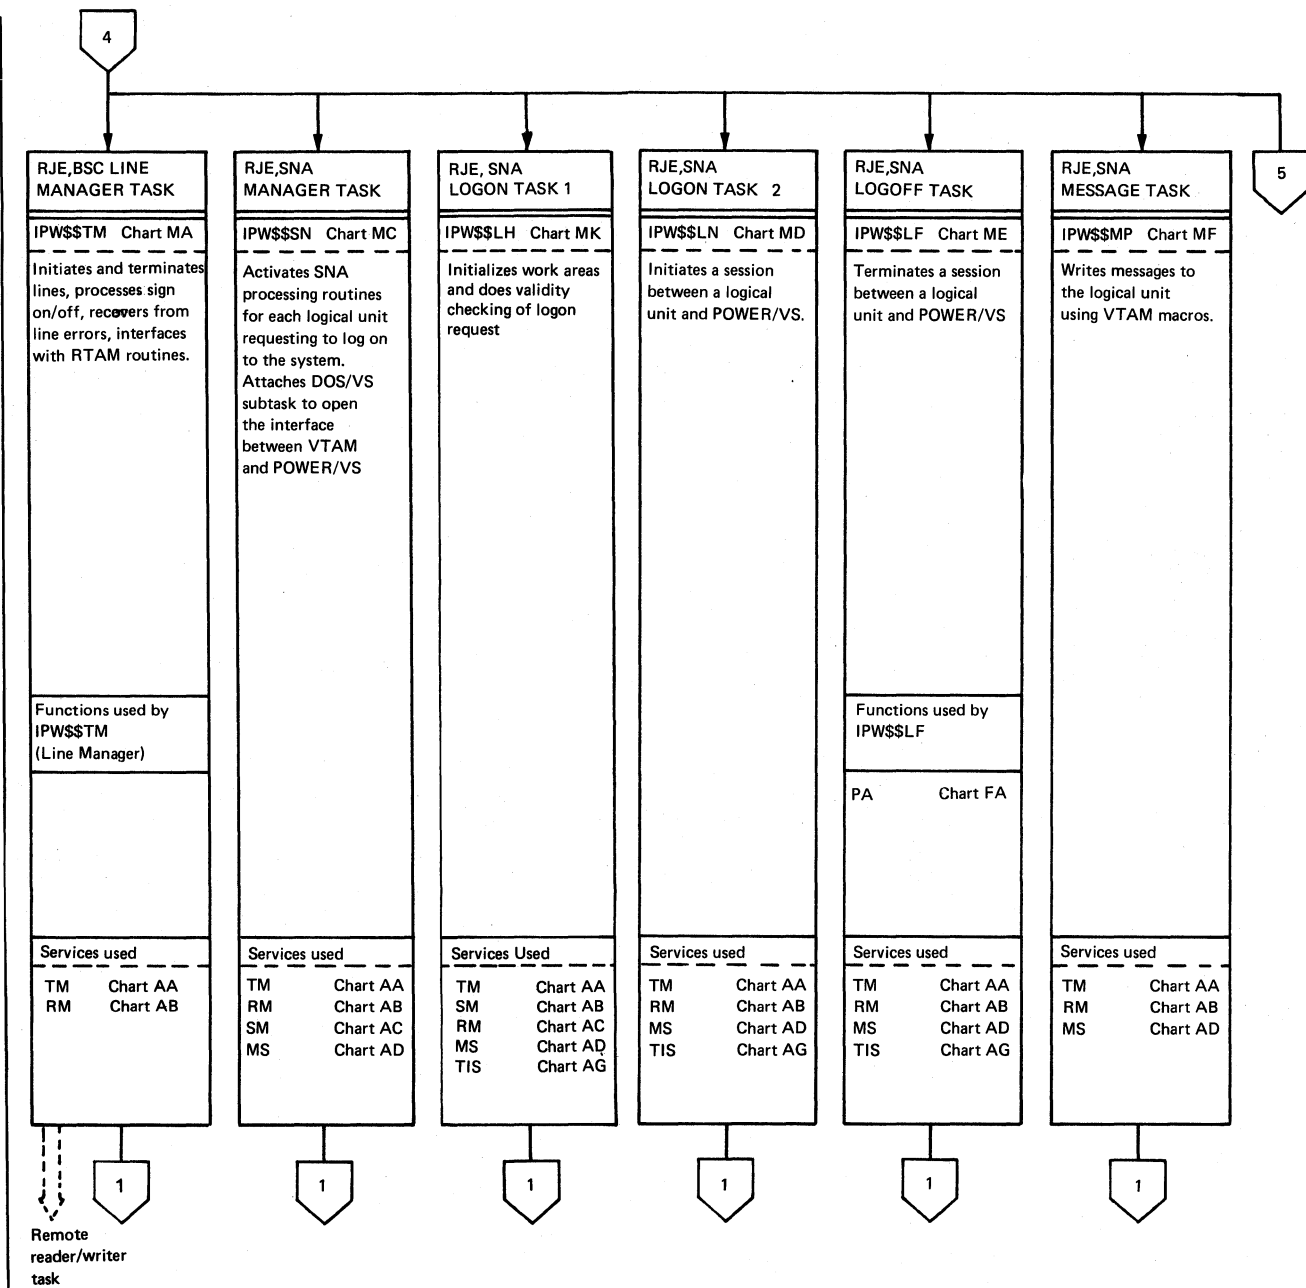 4
5
RJE,BSC LINE
MANAGER TASK
IPW$$TM Chart MA
Initiates and terminates
lines, processes sign
on/off, recovers from
line errors, interfaces
with RTAM routines.
Functions used by
IPW$$TM
(Line Manager)
Services used
TM Chart AA
RM Chart AB
1
Remote
reader/writer
task
RJE,SNA
MANAGER TASK
IPW$$SN Chart MC
Activates SNA
processing routines
for each logical unit
requesting to log on
to the system.
Attaches DOS/VS
subtask to open
the interface
between VTAM
and POWER/VS
Services used
TM Chart AA
RM Chart AB
SM Chart AC
MS Chart AD
1
RJE, SNA
LOGON TASK 1
IPW$$LH Chart MK
Initializes work areas
and does validity
checking of logon
request
Services Used
TM Chart AA
SM Chart AB
RM Chart AC
MS Chart AD
TIS Chart AG
1
RJE,SNA
LOGON TASK 2
IPW$$LN Chart MD
Initiates a session
between a logical
unit and POWER/VS.
Services used
TM Chart AA
RM Chart AB
MS Chart AD
TIS Chart AG
1
RJE,SNA
LOGOFF TASK
IPW$$LF Chart ME
Terminates a session
between a logical
unit and POWER/VS
Functions used by
IPW$$LF
PA Chart FA
Services used
TM Chart AA
RM Chart AB
MS Chart AD
TIS Chart AG
1
RJE,SNA
MESSAGE TASK
IPW$$MP Chart MF
Writes messages to
the logical unit
using VTAM macros.
Services used
TM Chart AA
RM Chart AB
MS Chart AD
1